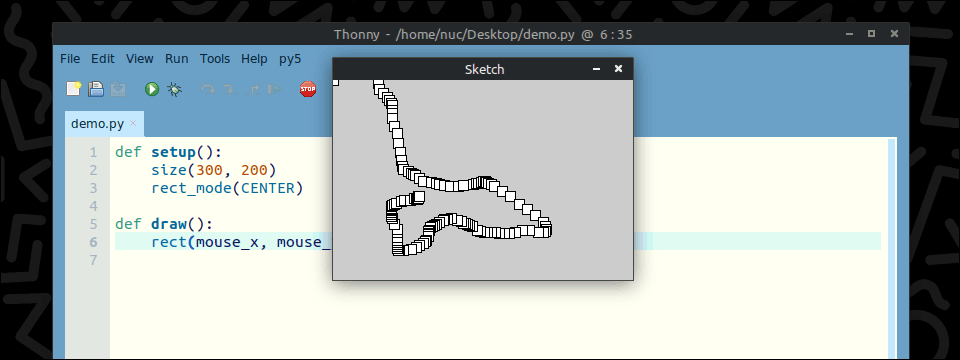 Thonny - /home/nuc/Desktop/demo.py @ 6:35
File Edit View Run Tools Help py5
Sketch
STOP
demo.py
1 def setup():
2 size(300, 200)
3 rect_mode(CENTER)
4
5 def draw():
6 rect(mouse_x, mouse_
7